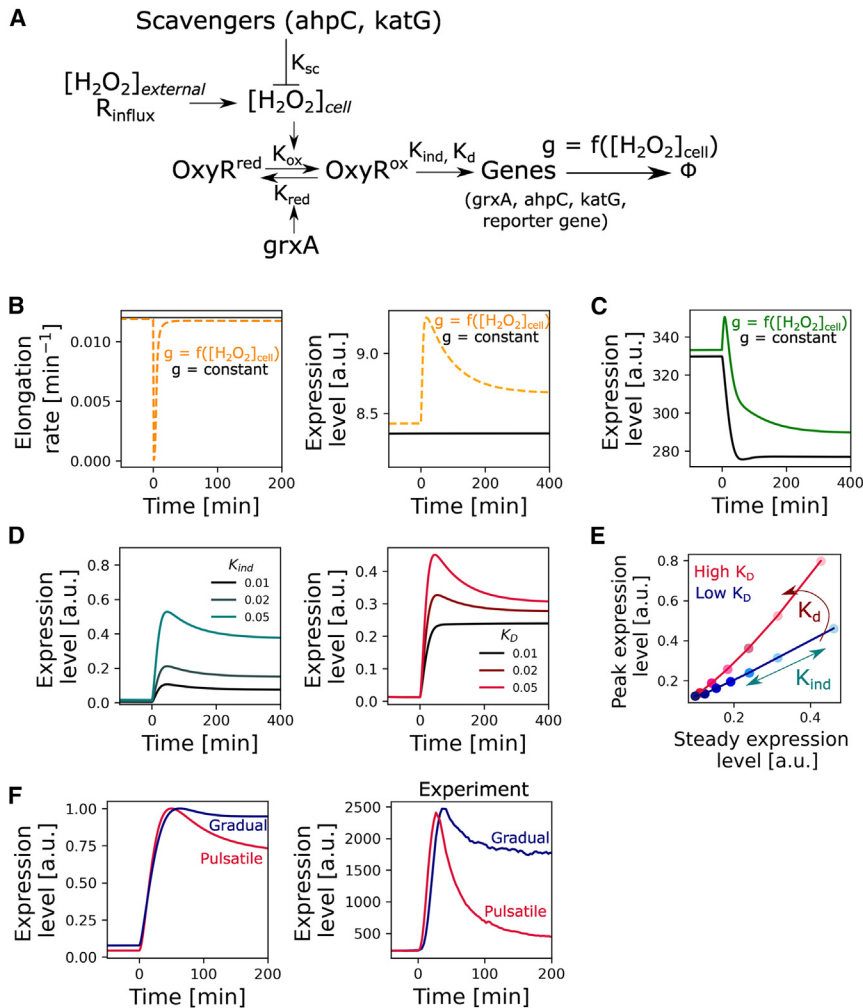 A
Scavengers (ahpC, katG)
K_sc
[H₂O₂]_external
R_influx
[H₂O₂]_cell
g = f([H₂O₂]_cell)
OxyR^red
K_ox
K_red
OxyR^ox
K_ind, K_d
Genes
Φ
(grxA, ahpC, katG,
reporter gene)
grxA
B
Elongation
rate [min⁻¹]
0.010
0.005
0.000
g = f([H₂O₂]_cell)
g = constant
0
200
Time [min]
Expression
level [a.u.]
9.0
8.5
g = f([H₂O₂]_cell)
g = constant
0
200
400
Time [min]
C
Expression
level [a.u.]
340
320
300
280
g = f([H₂O₂]_cell)
g = constant
0
200
400
Time [min]
D
Expression
level [a.u.]
0.8
0.6
0.4
0.2
0.0
K_ind
0.01
0.02
0.05
0
100
200
300
400
Time [min]
Expression
level [a.u.]
0.4
0.3
0.2
0.1
0.0
K_D
0.01
0.02
0.05
0
100
200
300
400
Time [min]
E
Peak expression
level [a.u.]
0.8
0.6
0.4
0.2
High K_D
Low K_D
K_d
K_ind
0.2
0.4
Steady expression
level [a.u.]
F
Expression
level [a.u.]
1.00
0.75
0.50
0.25
0.00
Gradual
Pulsatile
0
100
200
Time [min]
Experiment
Expression
level [a.u.]
2500
2000
1500
1000
500
Gradual
Pulsatile
0
100
200
Time [min]